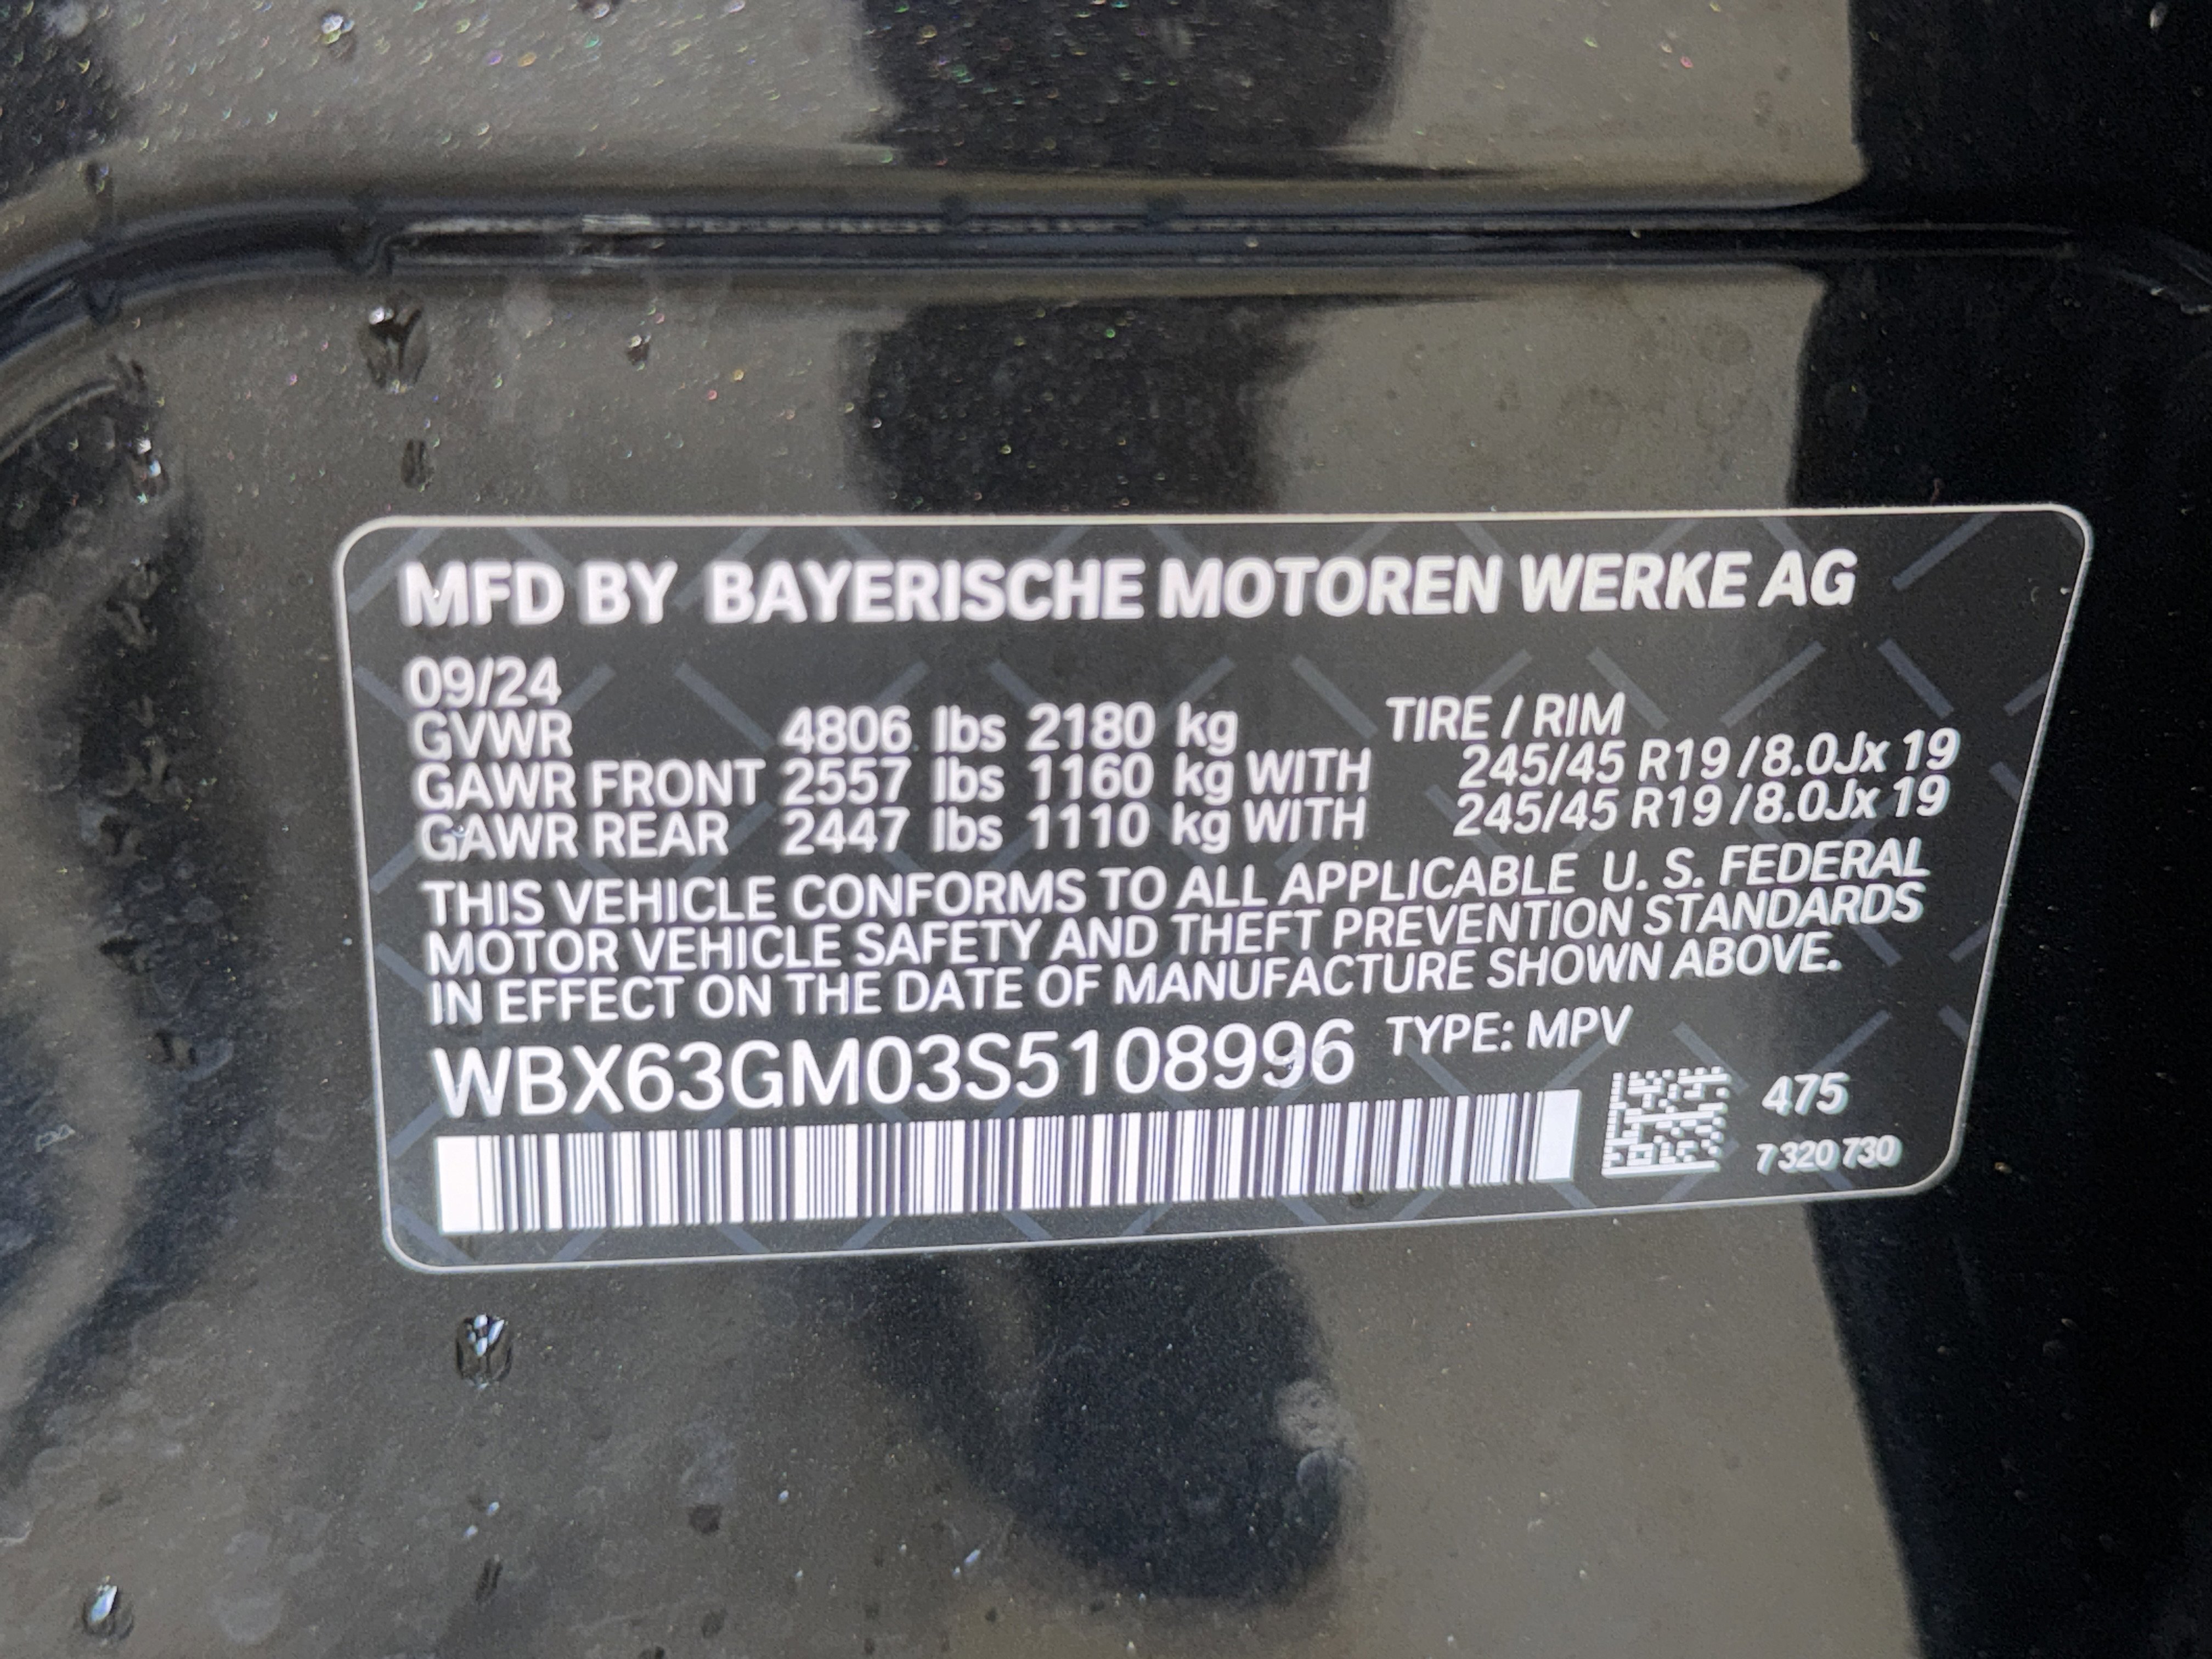 MFD BY BAYERISCHE MOTOREN WERKE AG
09/24
GVWR 4806 lbs 2180 kg TIRE / RIM
GAWR FRONT 2557 lbs 1160 kg WITH 245/45 R19 /8.0Jx 19
GAWR REAR 2447 lbs 1110 kg WITH 245/45 R19 /8.0Jx 19
THIS VEHICLE CONFORMS TO ALL APPLICABLE U. S. FEDERAL
MOTOR VEHICLE SAFETY AND THEFT PREVENTION STANDARDS
IN EFFECT ON THE DATE OF MANUFACTURE SHOWN ABOVE.
WBX63GM03S5108996 TYPE: MPV
475
7 320 730